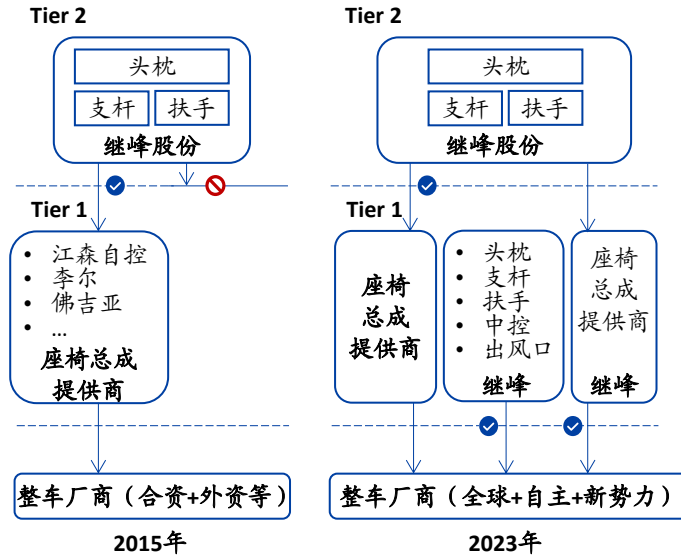 Tier 2
头枕
支杆
扶手
继峰股份
Tier 1
• 江森自控
• 李尔
• 佛吉亚
• ...
座椅总成
提供商
整车厂商（合资+外资等）
2015年
Tier 2
头枕
支杆
扶手
继峰股份
Tier 1
座椅
总成
提供商
• 头枕
• 支杆
• 扶手
• 中控
• 出风口
继峰
座椅
总成
提供商
继峰
整车厂商（全球+自主+新势力）
2023年